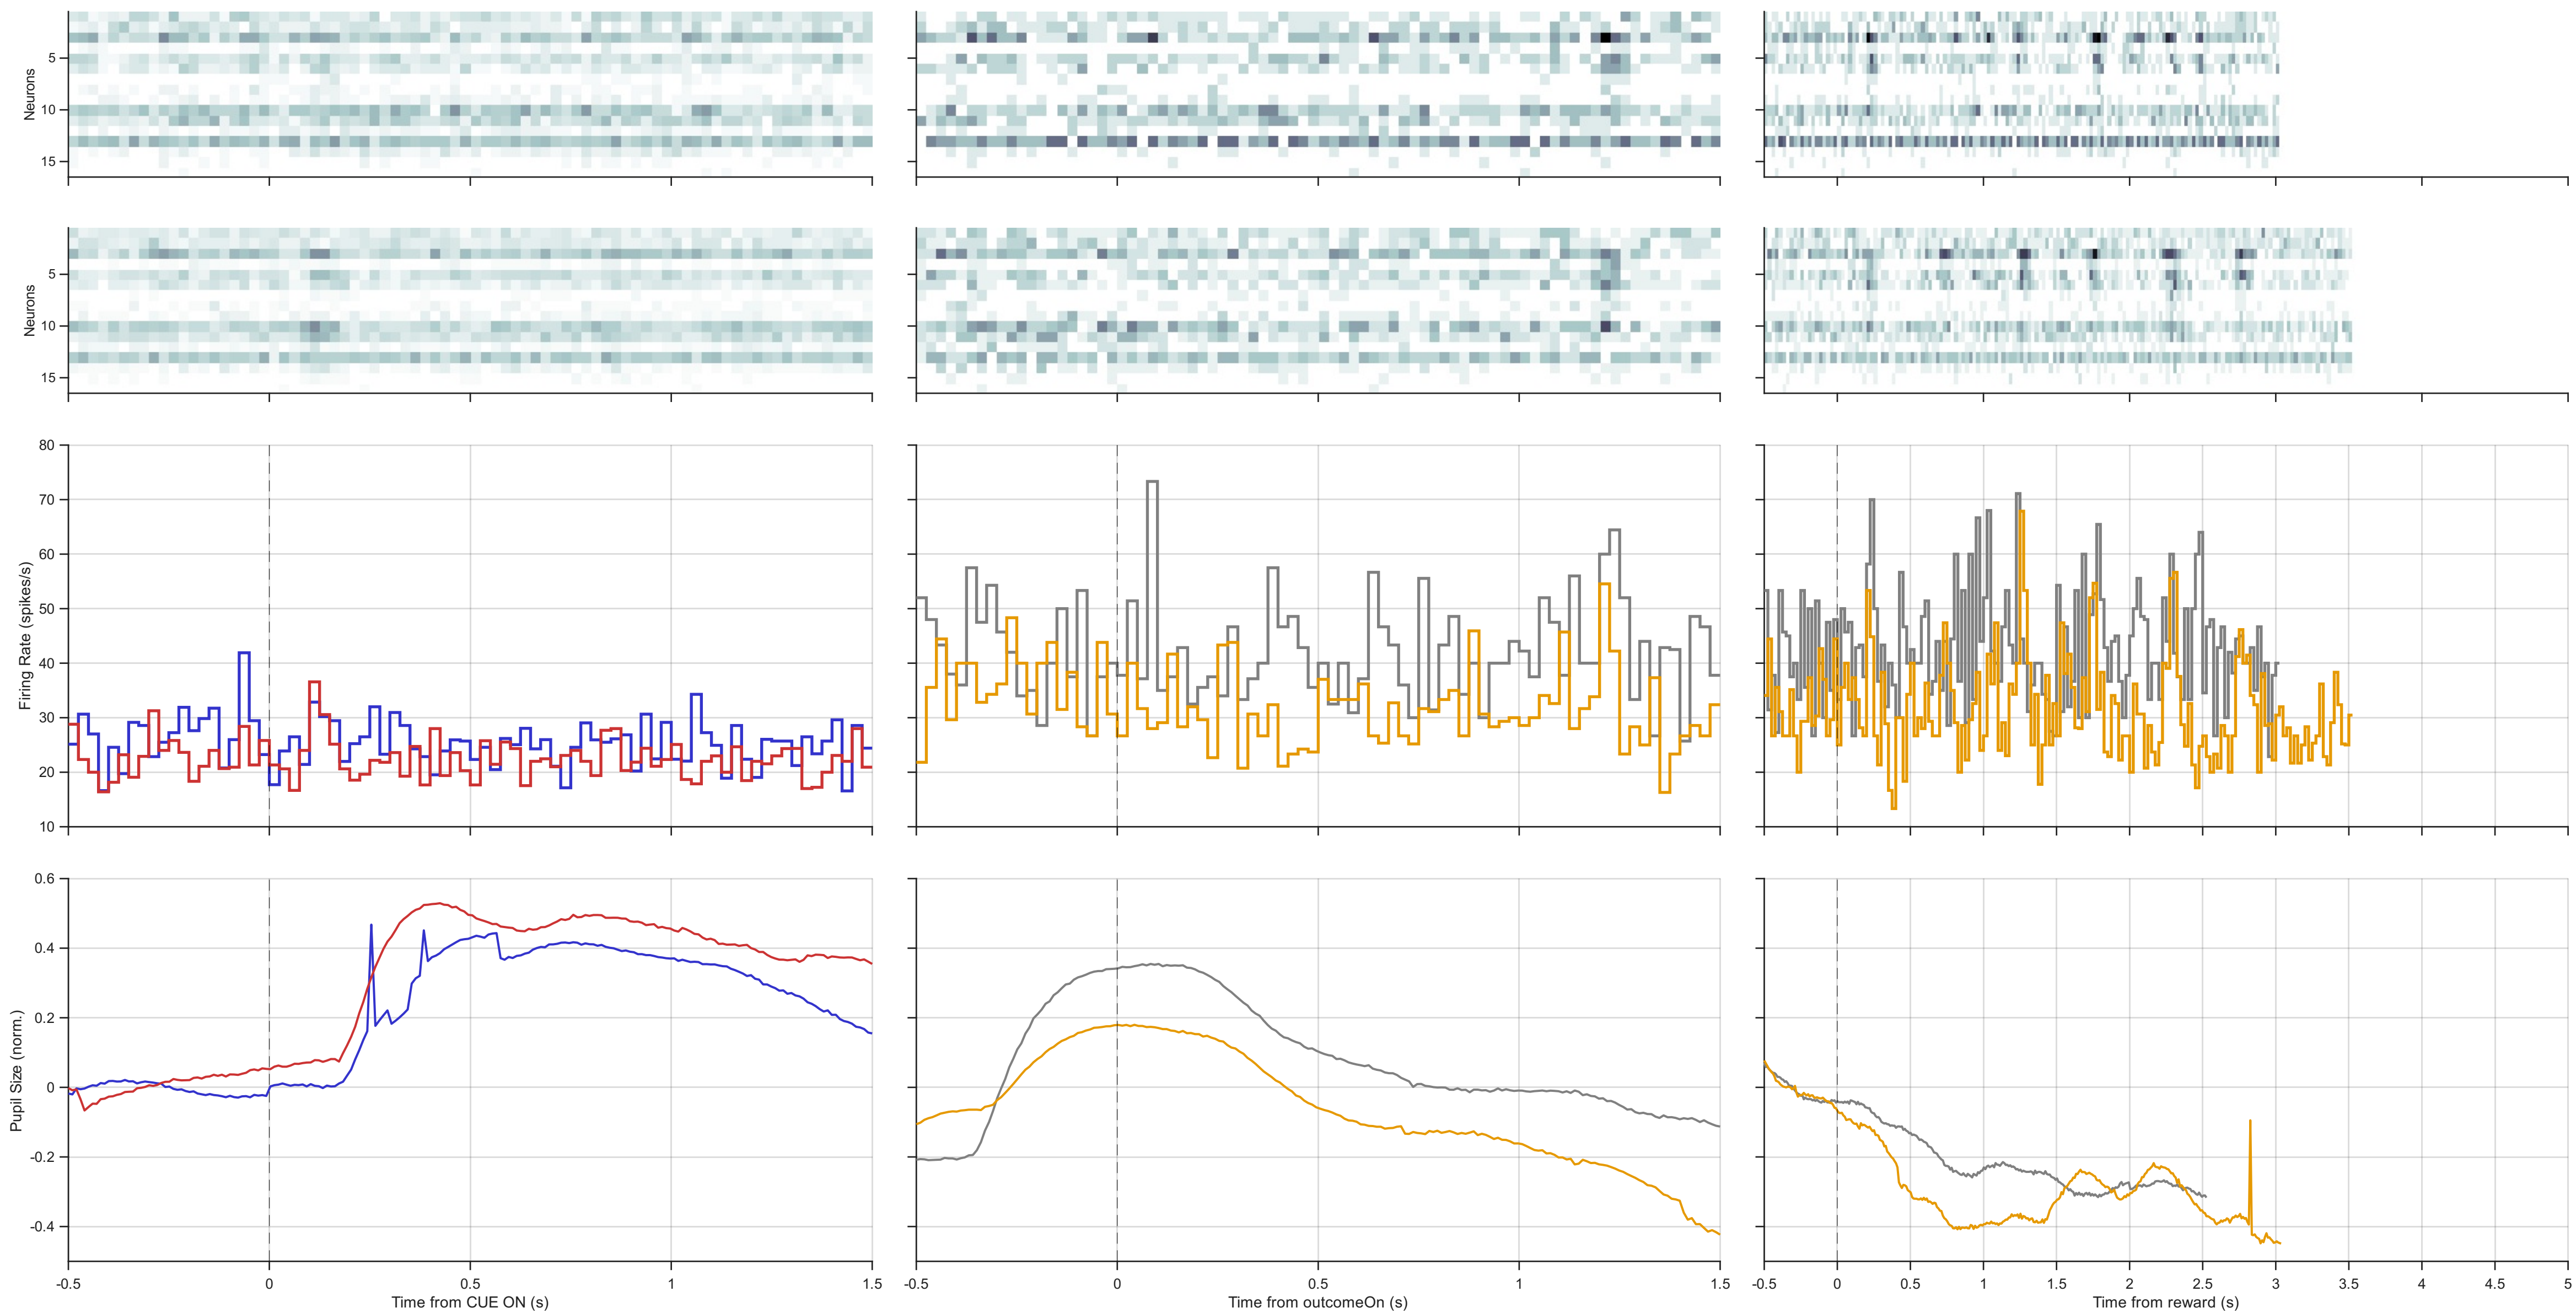 Neurons
5
10
15
Neurons
5
10
15
Firing Rate (spikes/s)
80
70
60
50
40
30
20
10
Pupil Size (norm.)
0.6
0.4
0.2
0
-0.2
-0.4
-0.5 0 0.5 1 1.5
Time from CUE ON (s)
-0.5 0 0.5 1 1.5
Time from outcomeOn (s)
-0.5 0 0.5 1 1.5 2 2.5 3 3.5 4 4.5 5
Time from reward (s)